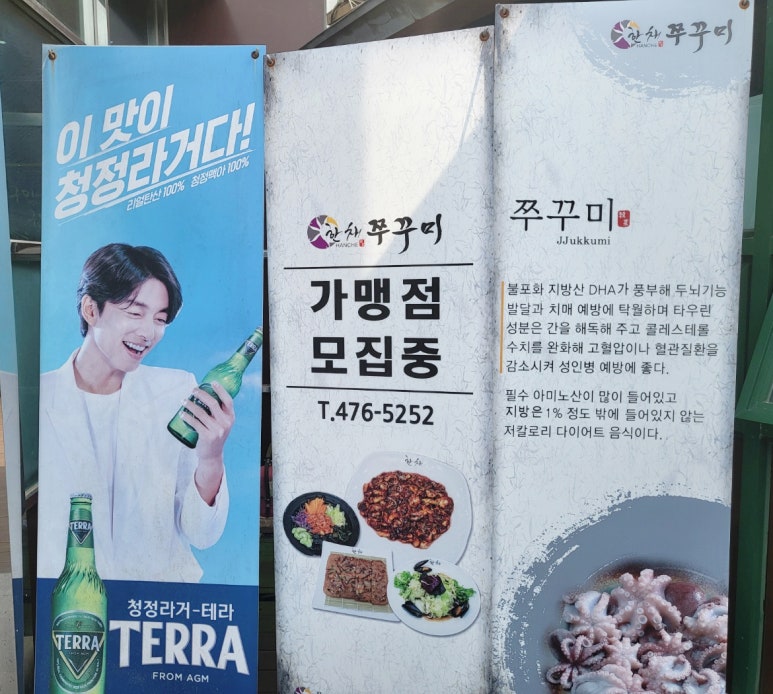 이 맛이
청정라거다!
리얼탄산 100% 청정맥아 100%
TERRA
TERRA
청정라거-테라
TERRA
FROM AGM
한채 쭈꾸미
HANCHE
가맹점
모집중
T.476-5252
한채
한채 쭈꾸미
HANCHE
쭈꾸미
JJukkumi
불포화 지방산 DHA가 풍부해 두뇌기능
발달과 치매 예방에 탁월하며 타우린
성분은 간을 해독해 주고 콜레스테롤
수치를 완화해 고혈압이나 혈관질환을
감소시켜 성인병 예방에 좋다.
필수 아미노산이 많이 들어있고
지방은 1% 정도 밖에 들어있지 않는
저칼로리 다이어트 음식이다.